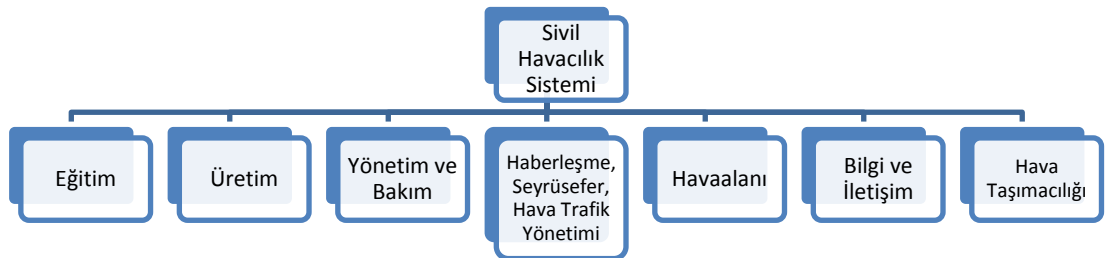 Sivil
Havacılık
Sistemi
Eğitim
Üretim
Yönetim ve
Bakım
Haberleşme,
Seyrüsefer,
Hava Trafik
Yönetimi
Havaalanı
Bilgi ve
İletişim
Hava
Taşımacılığı